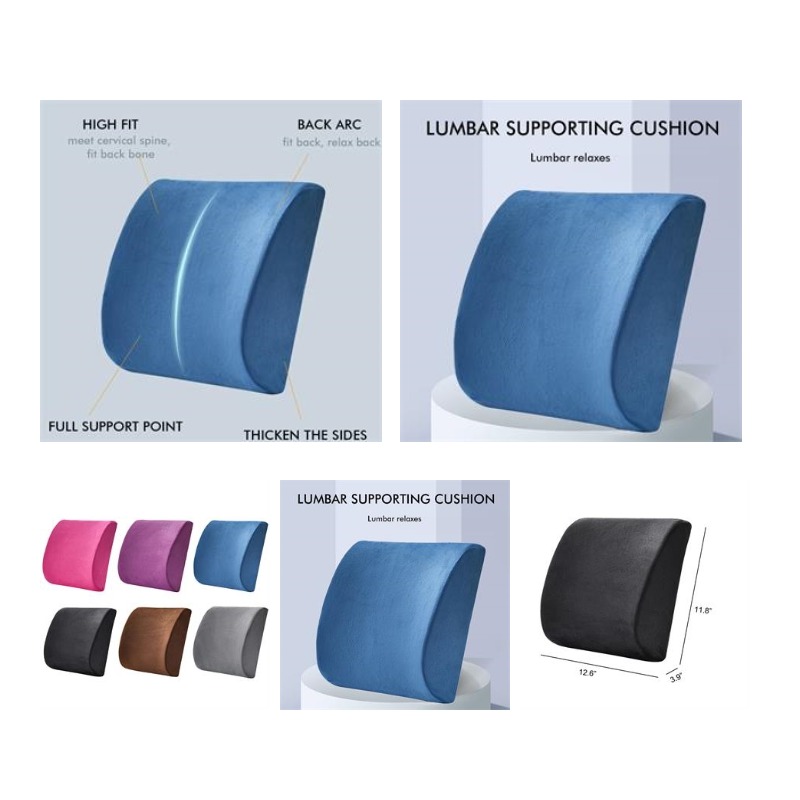 HIGH FIT
meet cervical spine,
fit back bone
BACK ARC
fit back, relax back
FULL SUPPORT POINT
THICKEN THE SIDES
LUMBAR SUPPORTING CUSHION
Lumbar relaxes
LUMBAR SUPPORTING CUSHION
Lumbar relaxes
11.8"
12.6"
3.9"